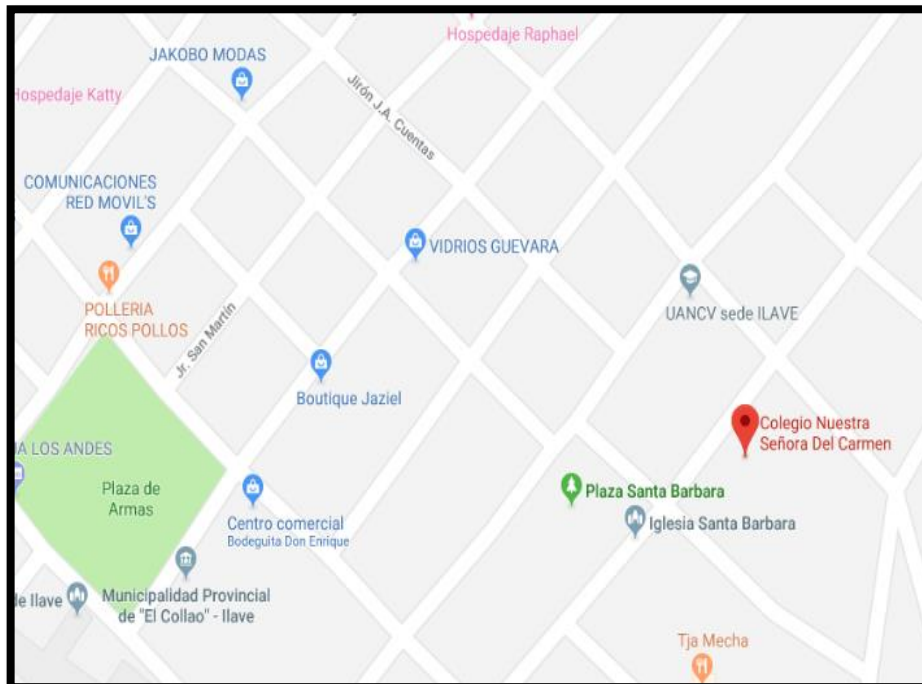 Hospedaje Raphael
JAKOBO MODAS
Hospedaje Katty
Jirón J.A. Cuentas
COMUNICACIONES
RED MOVIL'S
VIDRIOS GUEVARA
POLLERIA
RICOS POLLOS
Jr. San Martin
UANCV sede ILAVE
Boutique Jaziel
Colegio Nuestra
Señora Del Carmen
LOS ANDES
Plaza de
Armas
Plaza Santa Barbara
Centro comercial
Bodeguita Don Enrique
Iglesia Santa Barbara
Municipalidad Provincial
de "El Collao" - Ilave
de Ilave
Tja Mecha